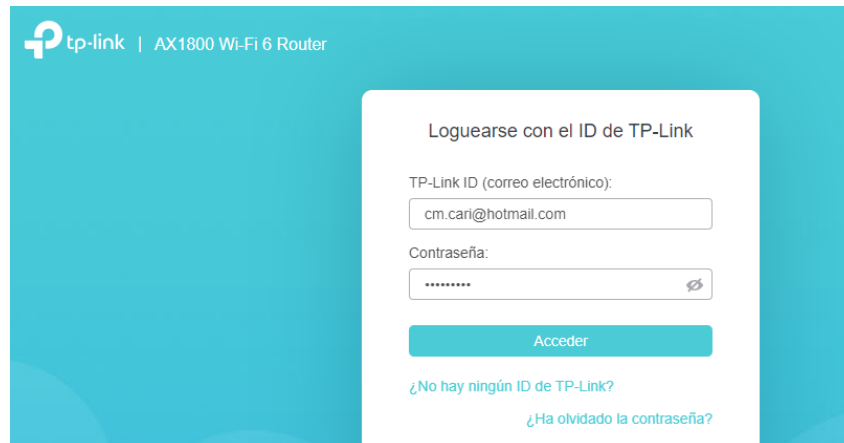 tp-link | AX1800 Wi-Fi 6 Router
Loguearse con el ID de TP-Link
TP-Link ID (correo electrónico):
cm.cari@hotmail.com
Contraseña:
•••••••••
Acceder
¿No hay ningún ID de TP-Link?
¿Ha olvidado la contraseña?